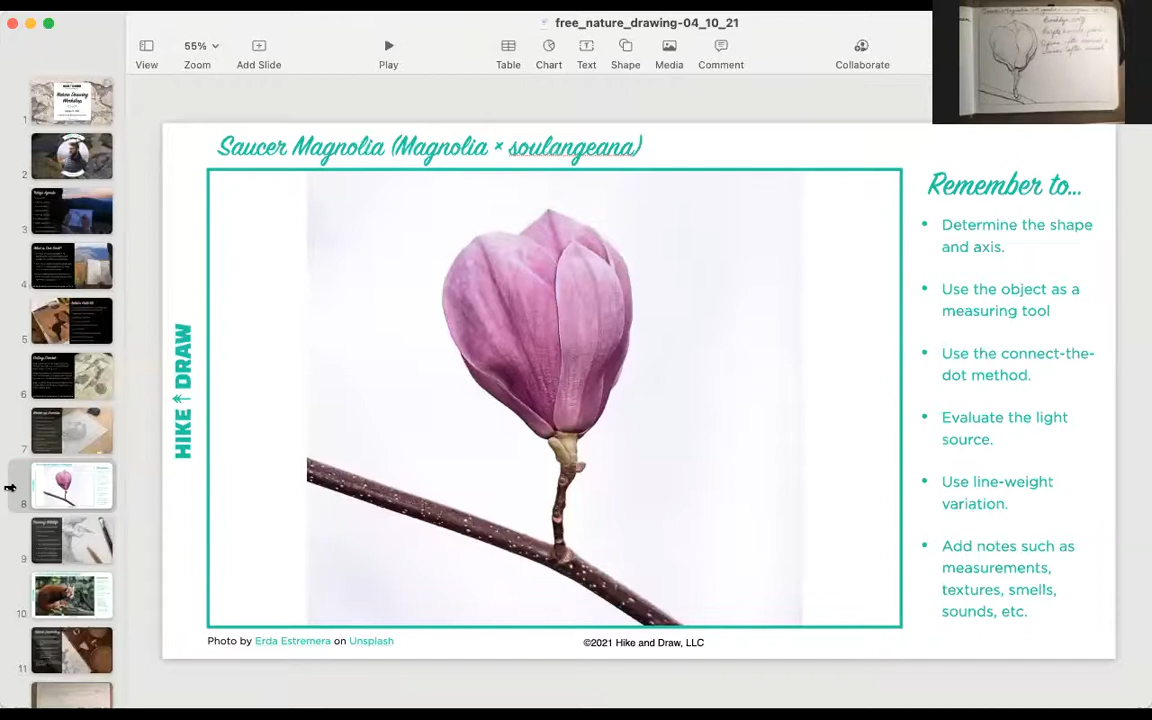 free_nature_drawing-04_10_21
55%
View
Zoom
Add Slide
Play
Table
Chart
Text
Shape
Media
Comment
Collaborate
1
2
3
4
5
6
7
8
9
10
11
Saucer Magnolia (Magnolia × soulangeana)
HIKE DRAW
Remember to...
• Determine the shape
and axis.
• Use the object as a
measuring tool
• Use the connect-the-
dot method.
• Evaluate the light
source.
• Use line-weight
variation.
• Add notes such as
measurements,
textures, smells,
sounds, etc.
Photo by Erda Estremera on Unsplash
©2021 Hike and Draw, LLC